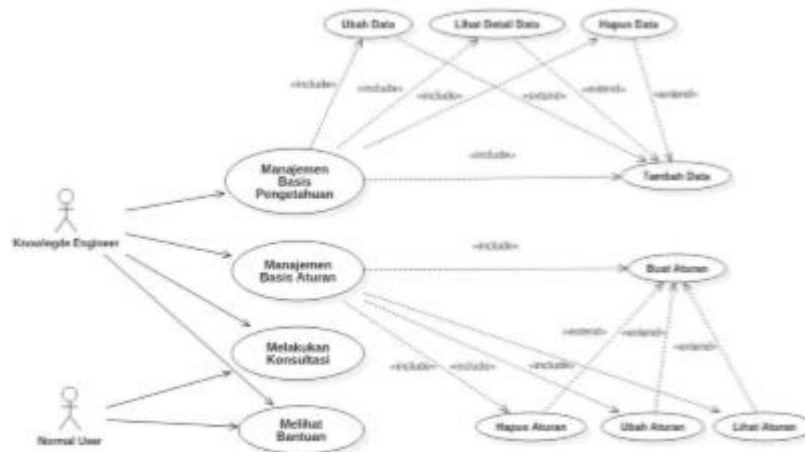 Ubah Data
Lihat Detail Data
Hapus Data
«include»
«include»
«include»
«extend»
«extend»
«extend»
Manajemen
Basis
Pengetahuan
«include»
Tambah Data
Knowlegde Engineer
Manajemen
Basis Aturan
«include»
Buat Aturan
Melakukan
Konsultasi
«extend»
«extend»
«extend»
«include»
«include»
«include»
Normal User
Melihat
Bantuan
Hapus Aturan
Ubah Aturan
Lihat Aturan